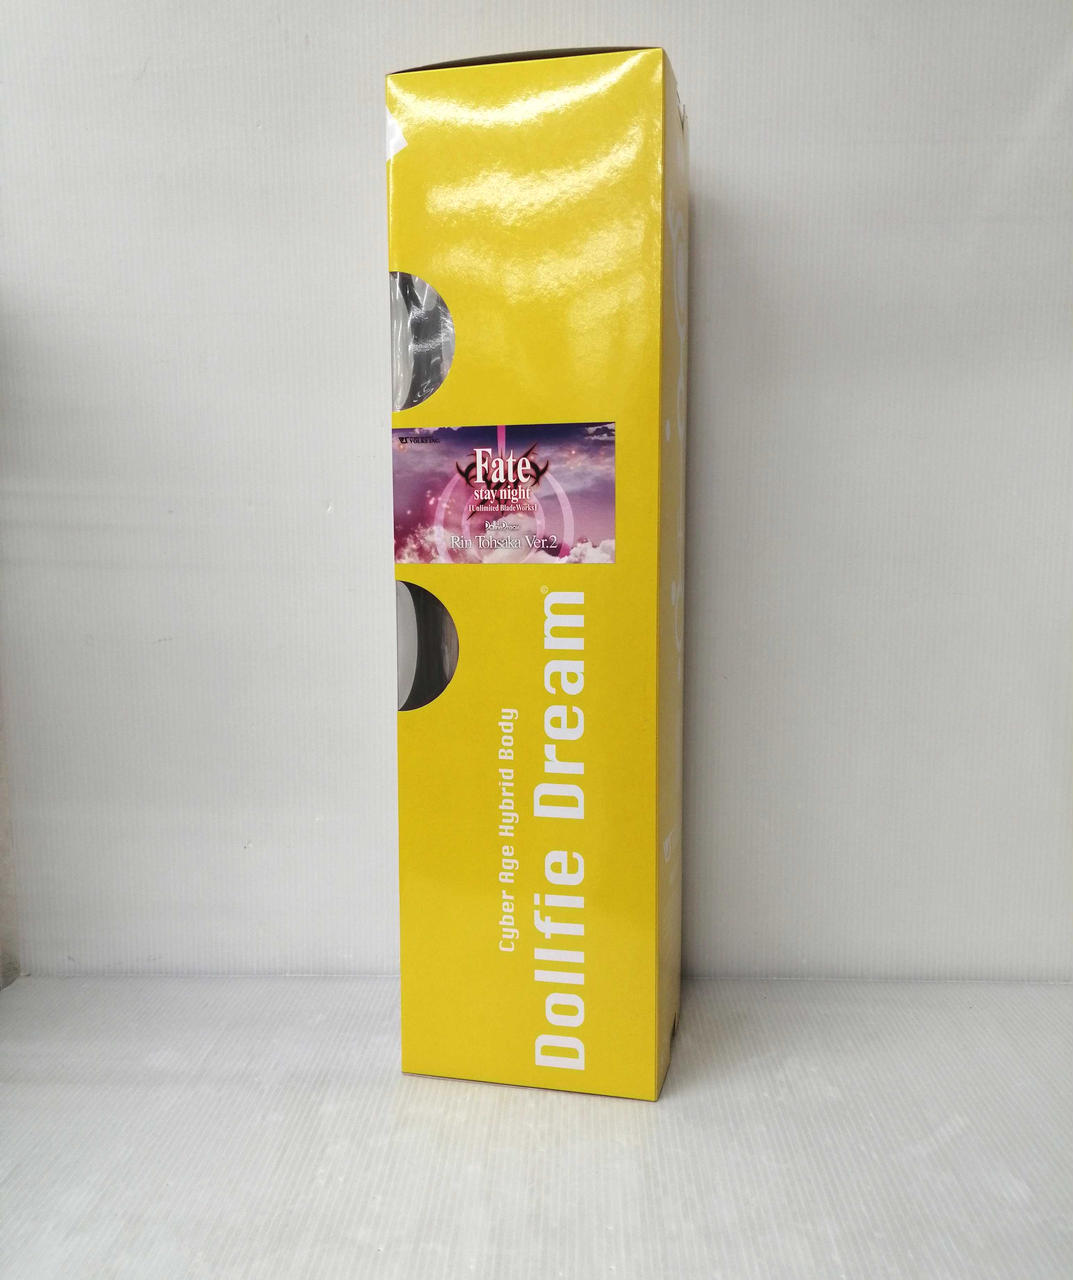 VOLKS INC.
Fate
stay night
[Unlimited Blade Works]
Dollfie Dream
Rin Tohsaka Ver.2
Cyber Age Hybrid Body
Dollfie Dream©